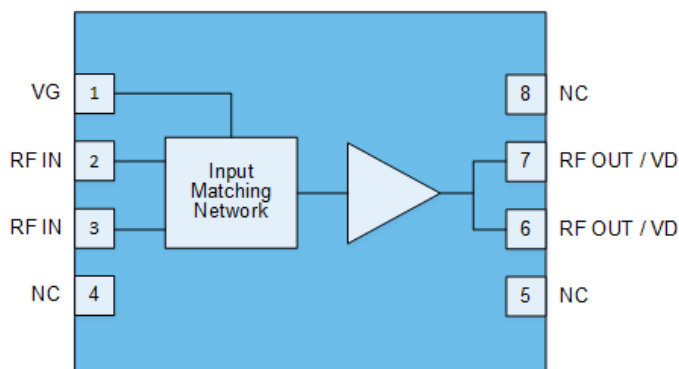 VG 1
RF IN 2
RF IN 3
NC 4
Input
Matching
Network
8 NC
7 RF OUT / VD
6 RF OUT / VD
5 NC